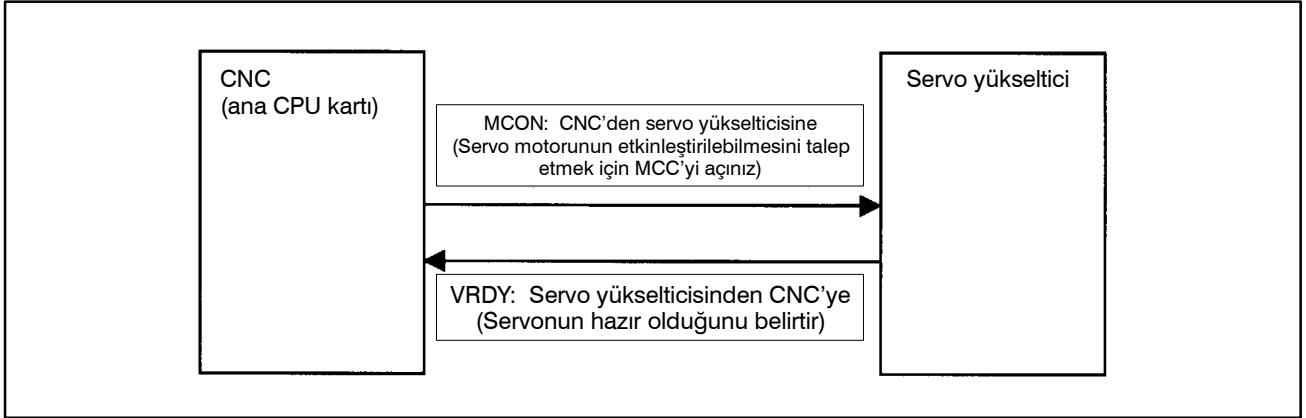 CNC
(ana CPU kartı)
Servo yükseltici
MCON: CNC’den servo yükselticisine
(Servo motorunun etkinleştirilebilmesini talep
etmek için MCC’yi açınız)
VRDY: Servo yükselticisinden CNC’ye
(Servonun hazır olduğunu belirtir)